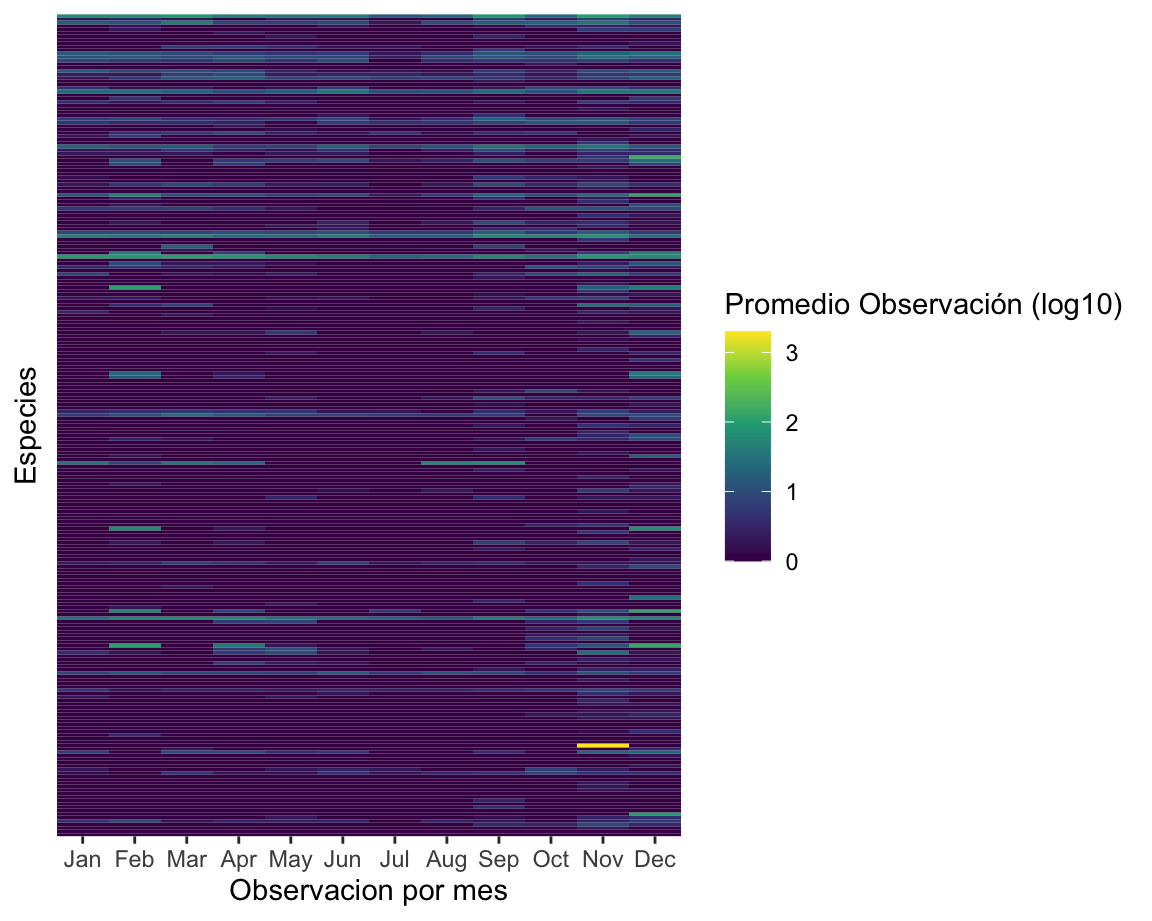 Especies
Jan Feb Mar Apr May Jun Jul Aug Sep Oct Nov Dec
Observacion por mes
Promedio Observación (log10)
3
2
1
0